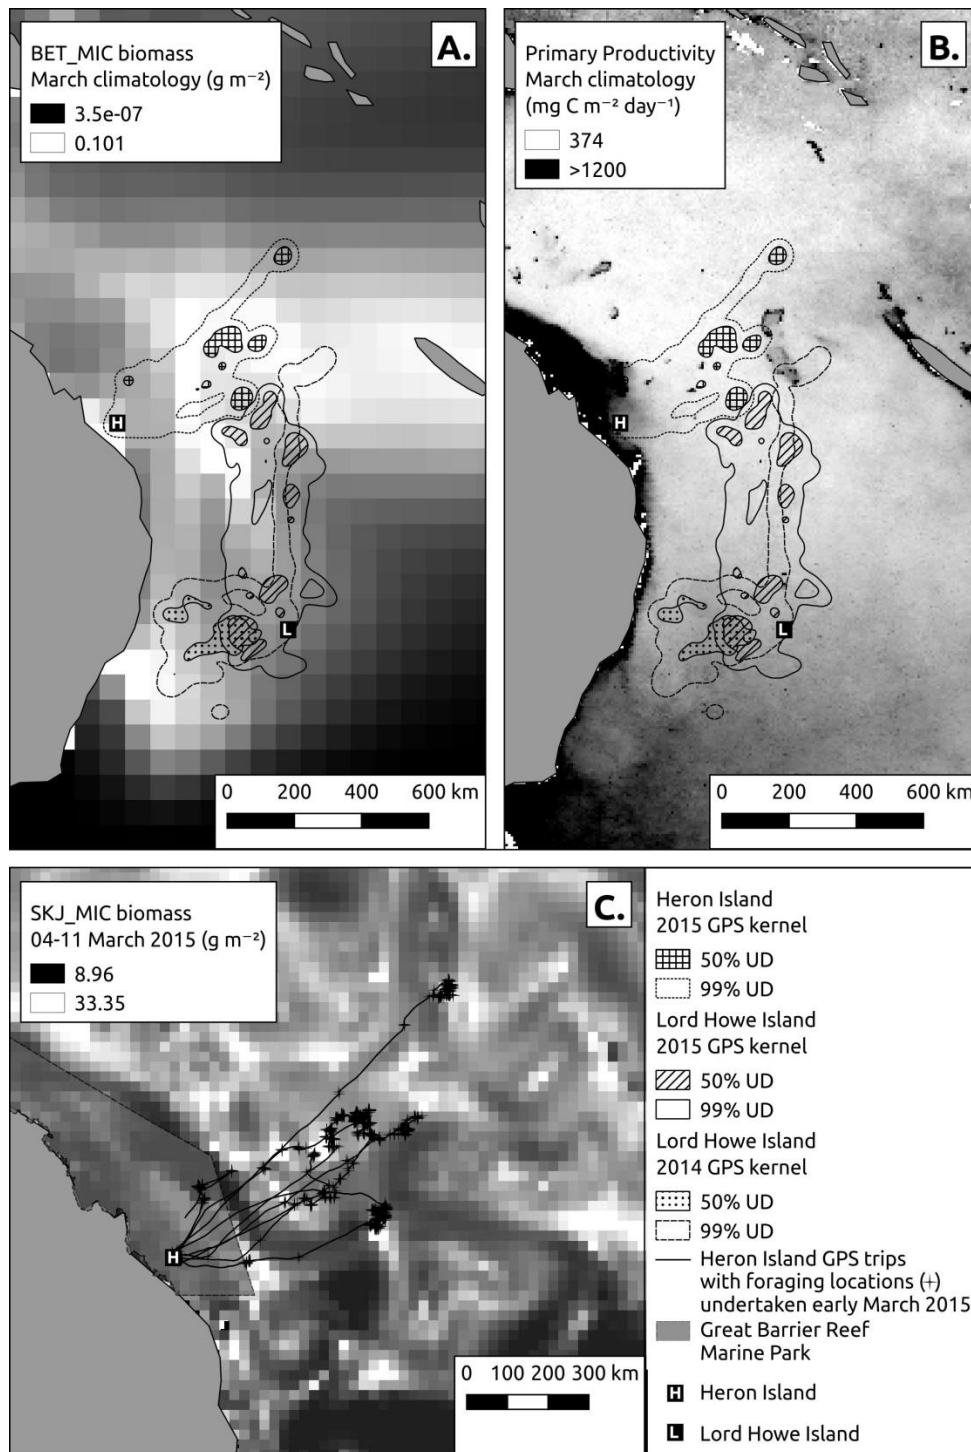 BET_MIC biomass
March climatology (g m⁻²)
3.5e-07
0.101
A.
H
L
0 200 400 600 km
Primary Productivity
March climatology
(mg C m⁻² day⁻¹)
374
>1200
B.
H
L
0 200 400 600 km
SKJ_MIC biomass
04-11 March 2015 (g m⁻²)
8.96
33.35
C.
H
0 100 200 300 km
Heron Island
2015 GPS kernel
50% UD
99% UD
Lord Howe Island
2015 GPS kernel
50% UD
99% UD
Lord Howe Island
2014 GPS kernel
50% UD
99% UD
Heron Island GPS trips
with foraging locations (+)
undertaken early March 2015
Great Barrier Reef
Marine Park
H Heron Island
L Lord Howe Island